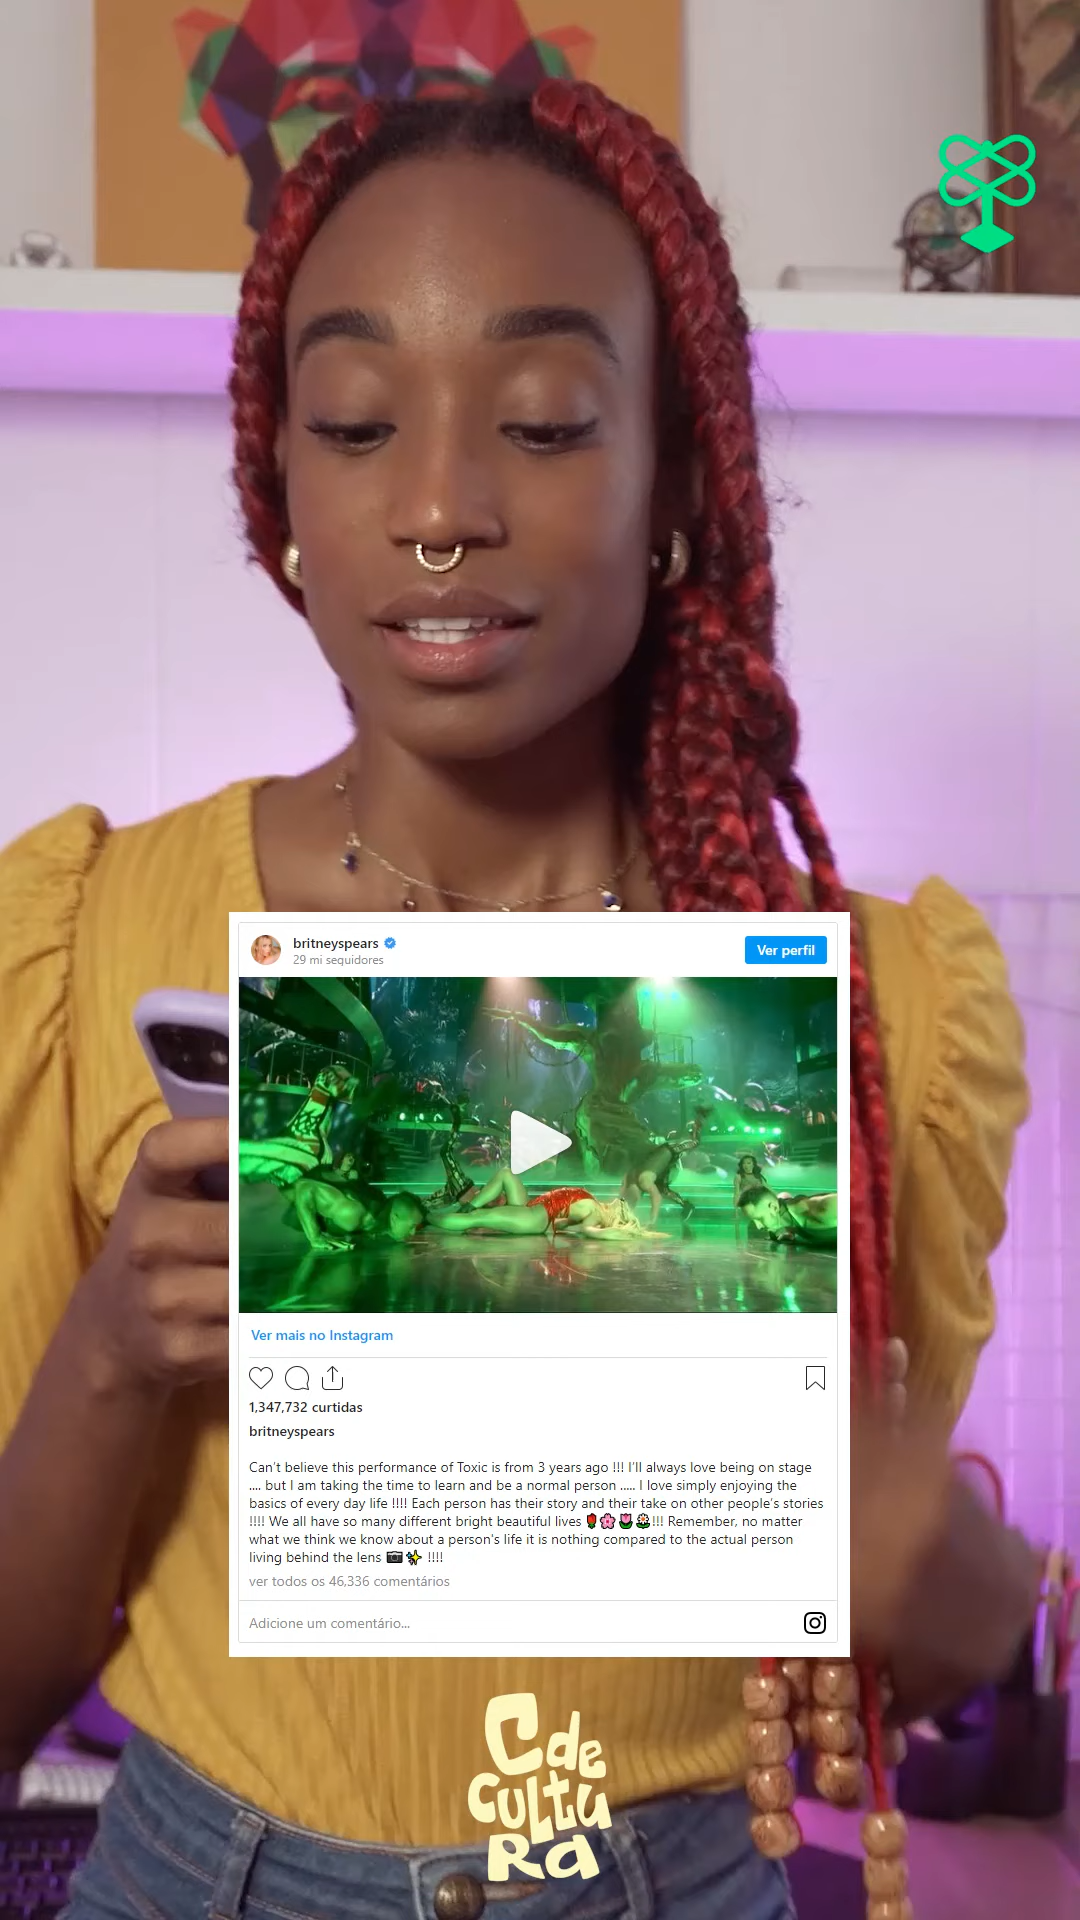 britneyspears
29 mi seguidores
Ver perfil
Ver mais no Instagram
1,347,732 curtidas
britneyspears
Can't believe this performance of Toxic is from 3 years ago !!! I'll always love being on stage
.... but I am taking the time to learn and be a normal person ..... I love simply enjoying the
basics of every day life !!!! Each person has their story and their take on other people's stories
!!!! We all have so many different bright beautiful lives 🌹🌸🌷🌼!!! Remember, no matter
what we think we know about a person's life it is nothing compared to the actual person
living behind the lens 📷✨ !!!!
ver todos os 46,336 comentários
Adicione um comentário...
C de
CULTU
Ra